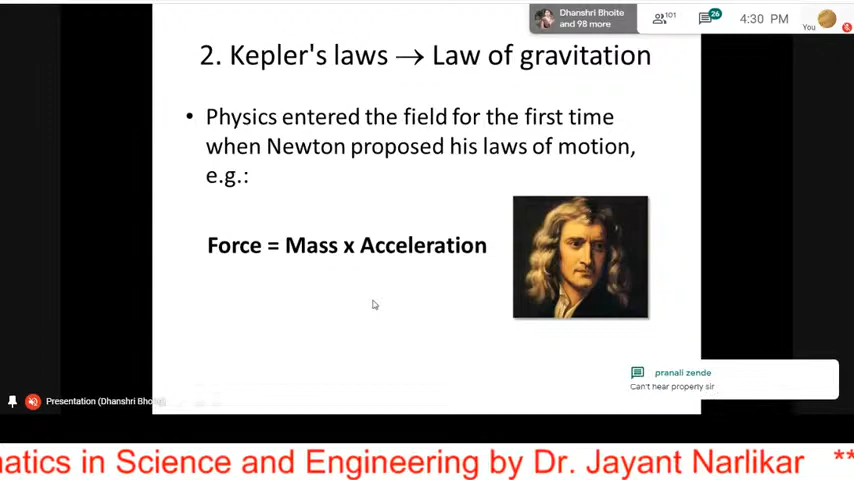 Dhanshri Bhoite
and 98 more
101
26
4:30 PM
You
2. Kepler's laws → Law of gravitation
• Physics entered the field for the first time
when Newton proposed his laws of motion,
e.g.:
Force = Mass x Acceleration
pranali zende
Can't hear property sir
Presentation (Dhanshri Bhoite)
natics in Science and Engineering by Dr. Jayant Narlikar **